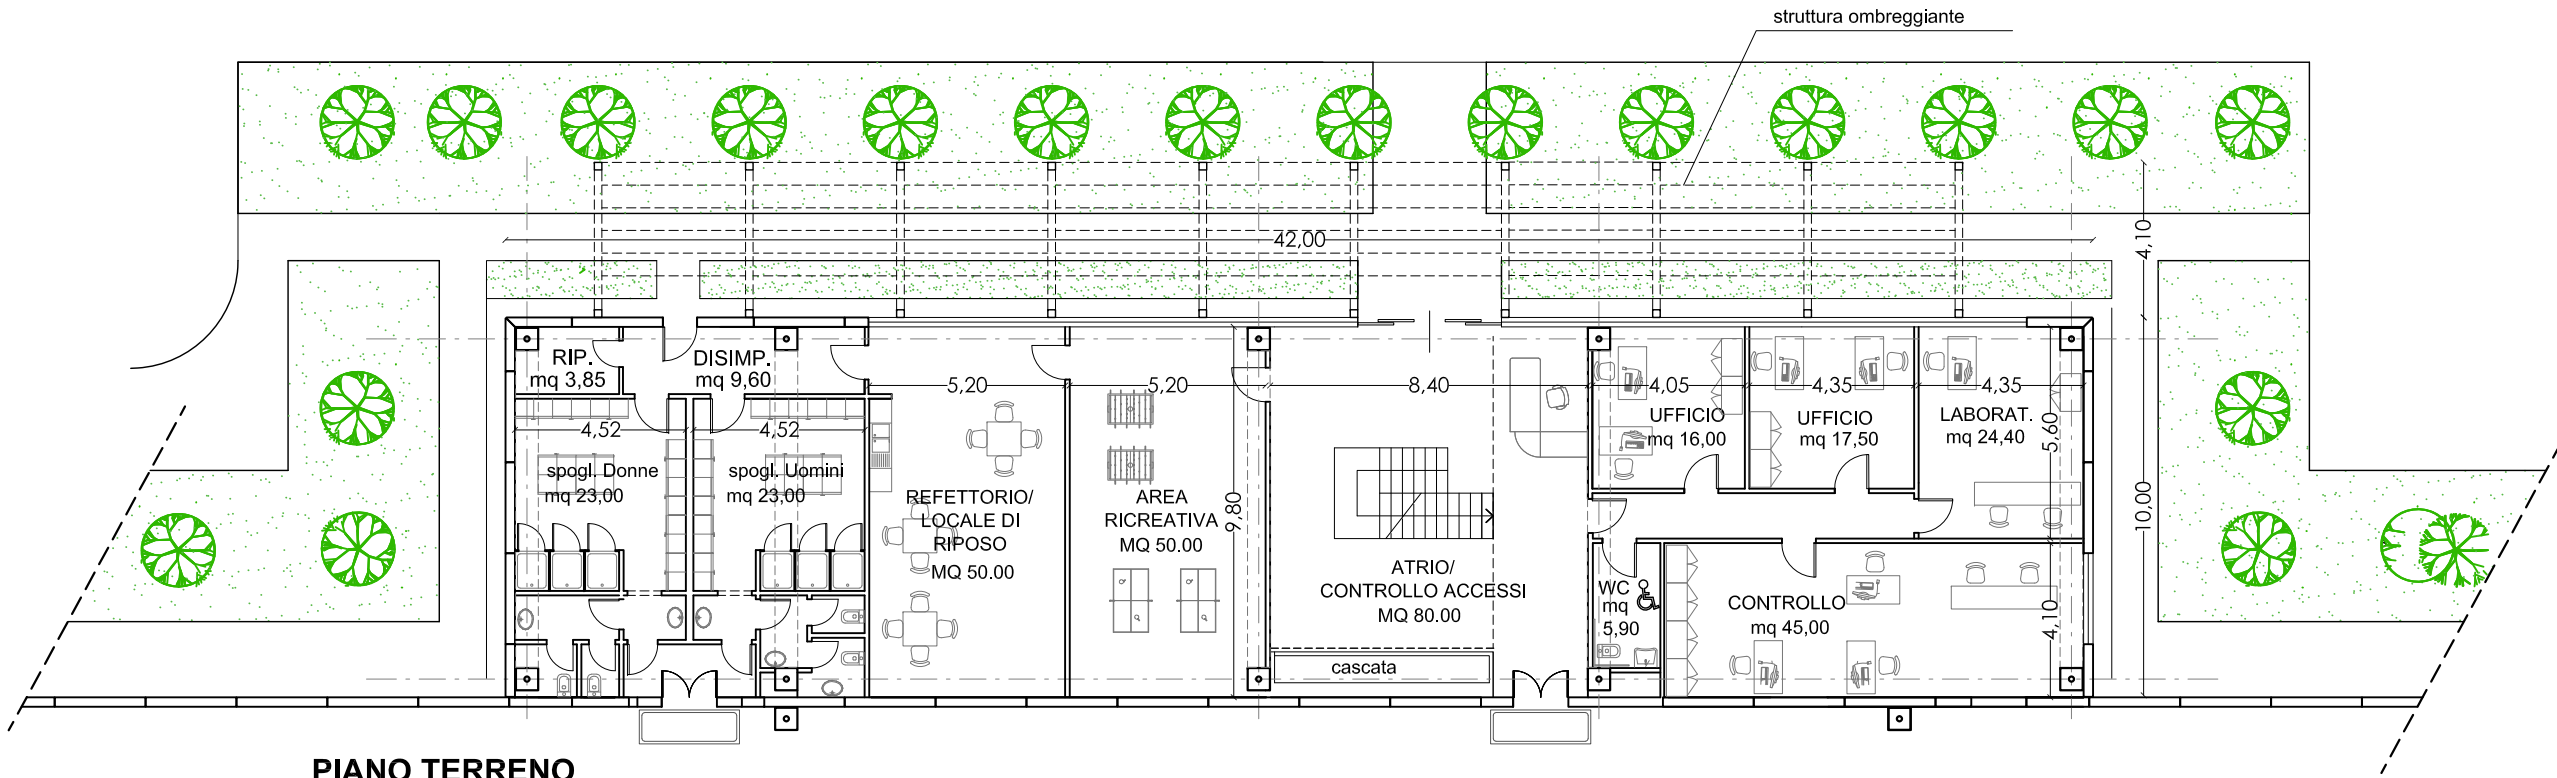 struttura ombreggiante
42,00
4,10
RIP.
mq 3,85
DISIMP.
mq 9,60
5,20
5,20
8,40
4,05
4,35
4,35
4,52
4,52
UFFICIO
mq 16,00
UFFICIO
mq 17,50
LABORAT.
mq 24,40
5,60
spogl. Donne
mq 23,00
spogl. Uomini
mq 23,00
REFETTORIO/
LOCALE DI
RIPOSO
MQ 50.00
AREA
RICREATIVA
MQ 50.00
9,80
10,00
ATRIO/
CONTROLLO ACCESSI
MQ 80.00
WC
mq
5,90
CONTROLLO
mq 45,00
4,10
cascata
PIANO TERRENO